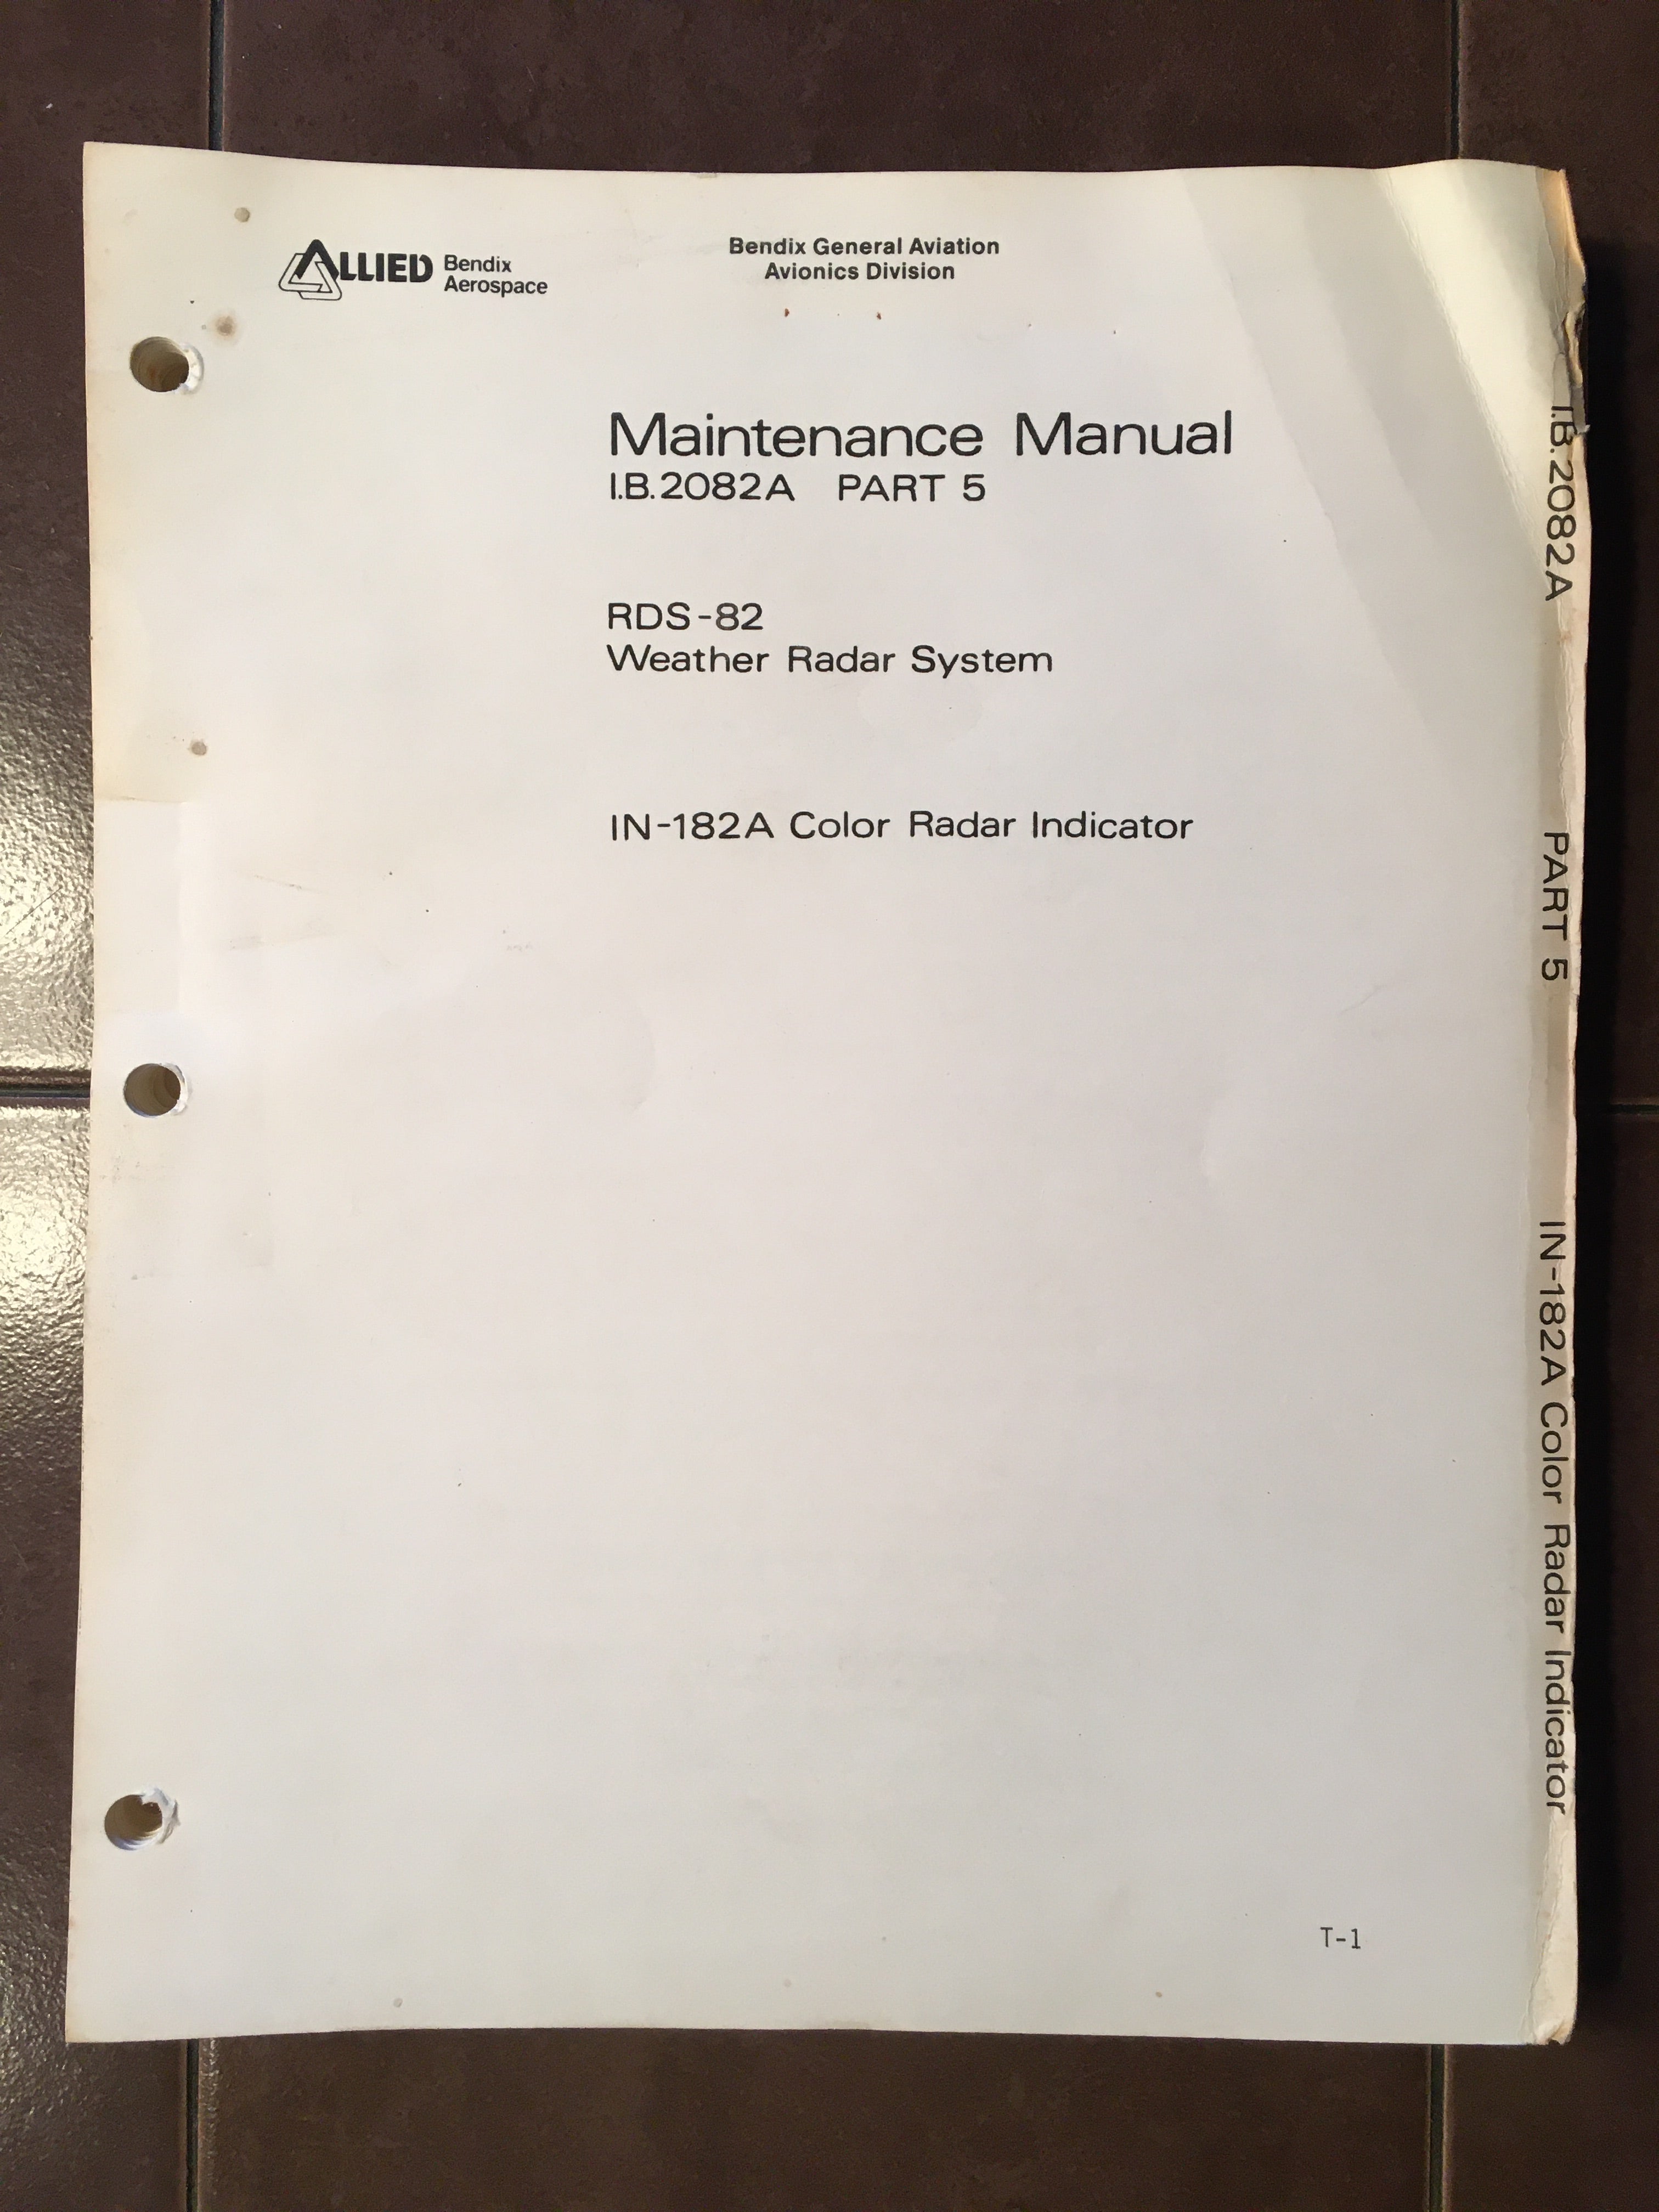 ALLIED Bendix
Aerospace
Bendix General Aviation
Avionics Division
Maintenance Manual
I.B.2082A PART 5
RDS-82
Weather Radar System
IN-182A Color Radar Indicator
I.B.2082A PART 5 IN-182A Color Radar Indicator
T-1